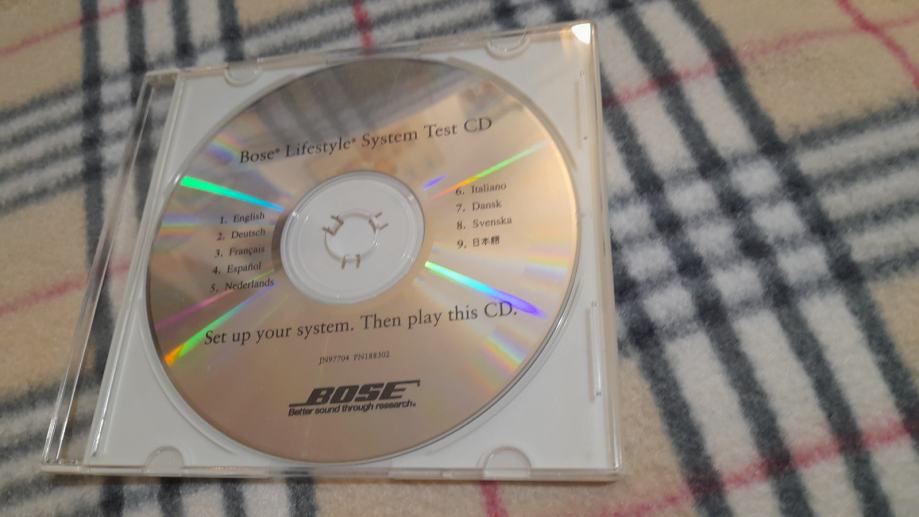 Bose® Lifestyle® System Test CD
1. English
2. Deutsch
3. Français
4. Español
5. Nederlands
6. Italiano
7. Dansk
8. Svenska
9. 日本語
Set up your system. Then play this CD.
JN97704 PN188302
BOSE
Better sound through research®